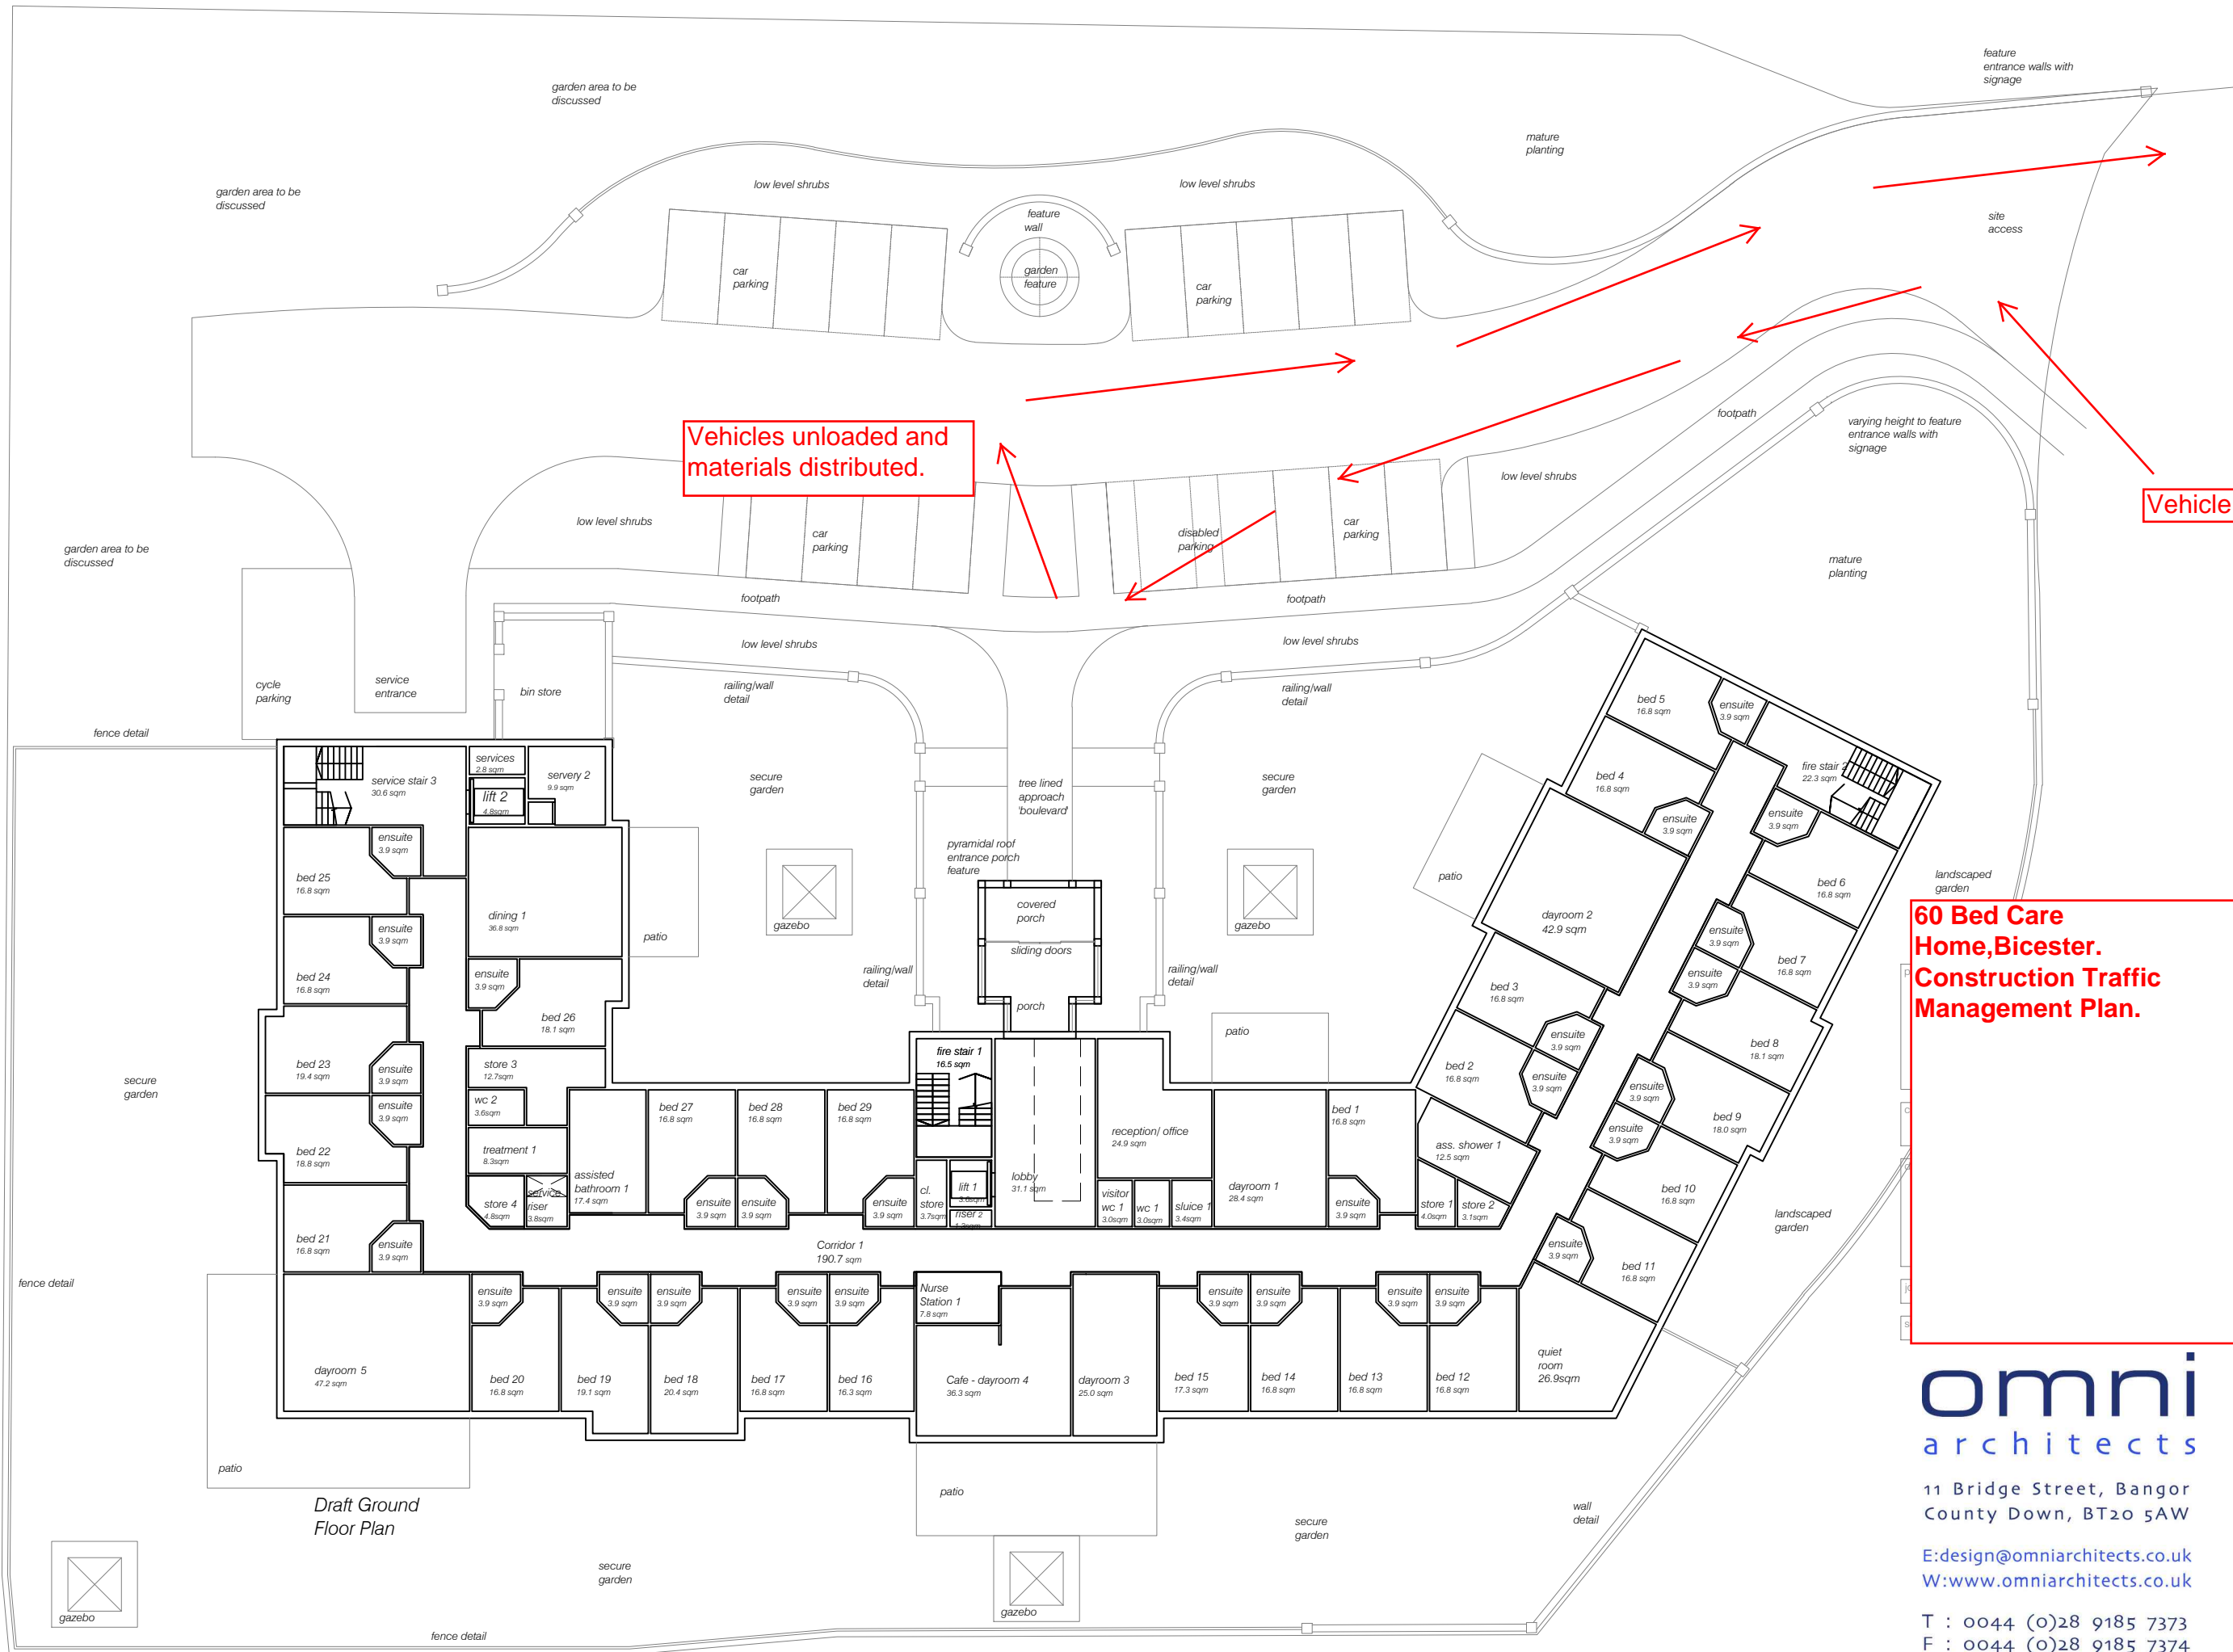 feature
entrance walls with
signage
garden area to be
discussed
mature
planting
low level shrubs
low level shrubs
garden area to be
discussed
feature
wall
site
access
car
parking
garden
feature
car
parking
footpath
varying height to feature
entrance walls with
signage
Vehicles unloaded and
materials distributed.
low level shrubs
Vehicle
low level shrubs
car
parking
disabled
parking
car
parking
garden area to be
discussed
mature
planting
footpath
footpath
low level shrubs
low level shrubs
cycle
parking
service
entrance
bin store
railing/wall
detail
railing/wall
detail
bed 5
16.8 sqm
ensuite
3.9 sqm
fence detail
services
2.8 sqm
service stair 3
30.6 sqm
servery 2
9.9 sqm
lift 2
4.8sqm
secure
garden
tree lined
approach
'boulevard'
secure
garden
bed 4
16.8 sqm
fire stair 2
22.3 sqm
ensuite
3.9 sqm
ensuite
3.9 sqm
ensuite
3.9 sqm
pyramidal roof
entrance porch
feature
bed 25
16.8 sqm
patio
bed 6
16.8 sqm
landscaped
garden
dining 1
36.8 sqm
covered
porch
dayroom 2
42.9 sqm
gazebo
gazebo
ensuite
3.9 sqm
ensuite
3.9 sqm
60 Bed Care
Home,Bicester.
Construction Traffic
Management Plan.
patio
sliding doors
bed 24
16.8 sqm
ensuite
3.9 sqm
railing/wall
detail
railing/wall
detail
bed 7
16.8 sqm
ensuite
3.9 sqm
bed 3
16.8 sqm
porch
bed 26
18.1 sqm
patio
ensuite
3.9 sqm
bed 8
18.1 sqm
fire stair 1
16.5 sqm
store 3
12.7sqm
bed 23
19.4 sqm
ensuite
3.9 sqm
bed 2
16.8 sqm
ensuite
3.9 sqm
ensuite
3.9 sqm
secure
garden
wc 2
3.6sqm
ensuite
3.9 sqm
bed 27
16.8 sqm
bed 28
16.8 sqm
bed 29
16.8 sqm
bed 1
16.8 sqm
bed 9
18.0 sqm
ensuite
3.9 sqm
reception/ office
24.9 sqm
ass. shower 1
12.5 sqm
bed 22
18.8 sqm
treatment 1
8.3sqm
assisted
bathroom 1
17.4 sqm
lobby
31.1 sqm
dayroom 1
28.4 sqm
bed 10
16.8 sqm
store 4
4.8sqm
service
riser
3.8sqm
ensuite
3.9 sqm
ensuite
3.9 sqm
ensuite
3.9 sqm
cl.
store
3.7sqm
lift 1
3.6sqm
riser 2
visitor
wc 1
3.0sqm
wc 1
3.0sqm
sluice 1
3.4sqm
ensuite
3.9 sqm
store 1
4.0sqm
store 2
3.1sqm
landscaped
garden
bed 21
16.8 sqm
ensuite
3.9 sqm
Corridor 1
190.7 sqm
ensuite
3.9 sqm
bed 11
16.8 sqm
fence detail
ensuite
3.9 sqm
ensuite
3.9 sqm
ensuite
3.9 sqm
ensuite
3.9 sqm
ensuite
3.9 sqm
Nurse
Station 1
7.8 sqm
ensuite
3.9 sqm
ensuite
3.9 sqm
ensuite
3.9 sqm
ensuite
3.9 sqm
dayroom 5
47.2 sqm
bed 20
16.8 sqm
bed 19
19.1 sqm
bed 18
20.4 sqm
bed 17
16.8 sqm
bed 16
16.3 sqm
Cafe - dayroom 4
36.3 sqm
dayroom 3
25.0 sqm
bed 15
17.3 sqm
bed 14
16.8 sqm
bed 13
16.8 sqm
bed 12
16.8 sqm
quiet
room
26.9sqm
omni
architects
patio
patio
11 Bridge Street, Bangor
County Down, BT20 5AW
Draft Ground
Floor Plan
wall
detail
secure
garden
E:design@omniarchitects.co.uk
W:www.omniarchitects.co.uk
secure
garden
gazebo
gazebo
fence detail
T : 0044 (0)28 9185 7373
F : 0044 (0)28 9185 7374